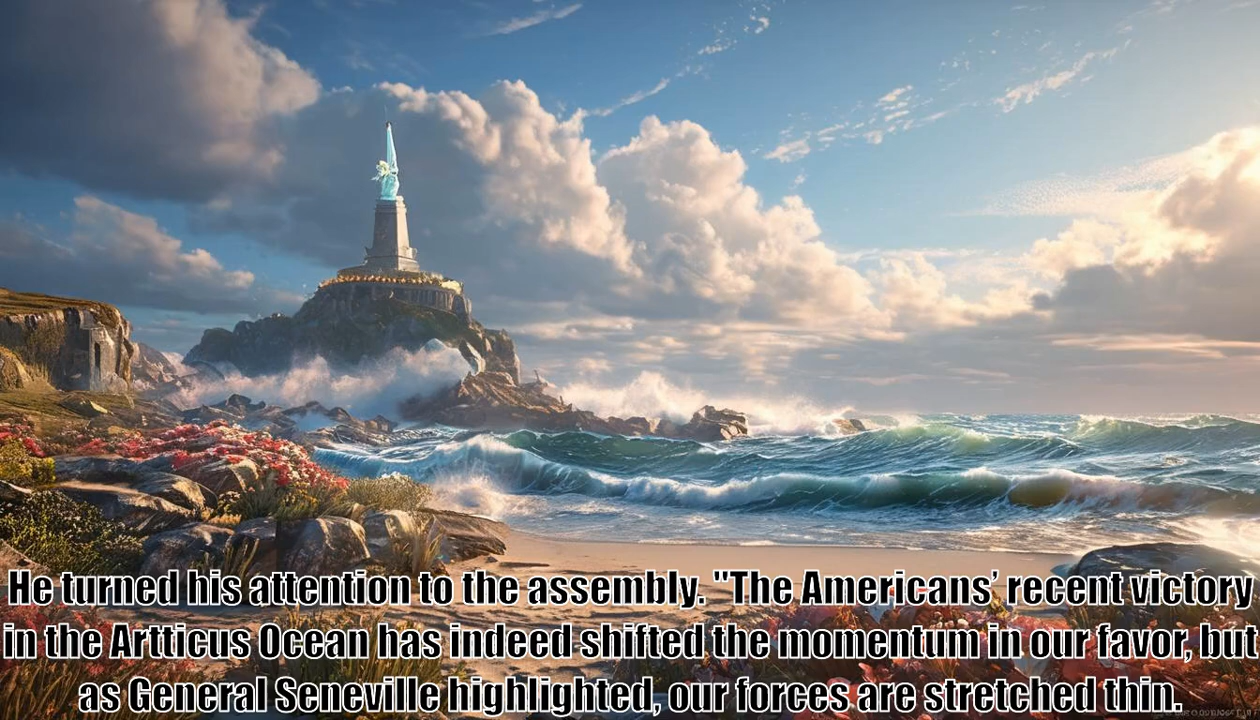 He turned his attention to the assembly. "The Americans’ recent victory
in the Artticus Ocean has indeed shifted the momentum in our favor, but
as General Seneville highlighted, our forces are stretched thin.